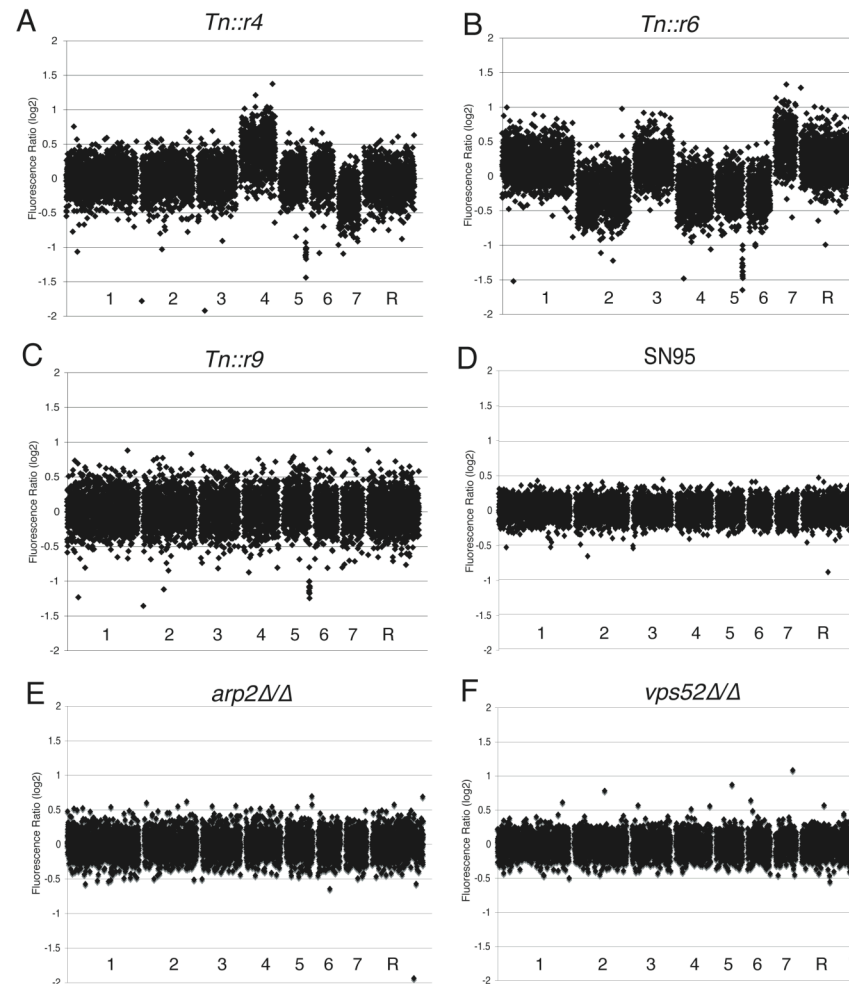 A
Tn::r4
Fluorescence Ratio (log2)
2
1.5
1
0.5
0
-0.5
-1
-1.5
-2
1 2 3 4 5 6 7 R
B
Tn::r6
Fluorescence Ratio (log2)
2
1.5
1
0.5
0
-0.5
-1
-1.5
-2
1 2 3 4 5 6 7 R
C
Tn::r9
Fluorescence Ratio (log2)
2
1.5
1
0.5
0
-0.5
-1
-1.5
-2
1 2 3 4 5 6 7 R
D
SN95
Fluorescence Ratio (log2)
2
1.5
1
0.5
0
-0.5
-1
-1.5
-2
1 2 3 4 5 6 7 R
E
arp2Δ/Δ
Fluorescence Ratio (log2)
2
1.5
1
0.5
0
-0.5
-1
-1.5
-2
1 2 3 4 5 6 7 R
F
vps52Δ/Δ
Fluorescence Ratio (log2)
2
1.5
1
0.5
0
-0.5
-1
-1.5
-2
1 2 3 4 5 6 7 R